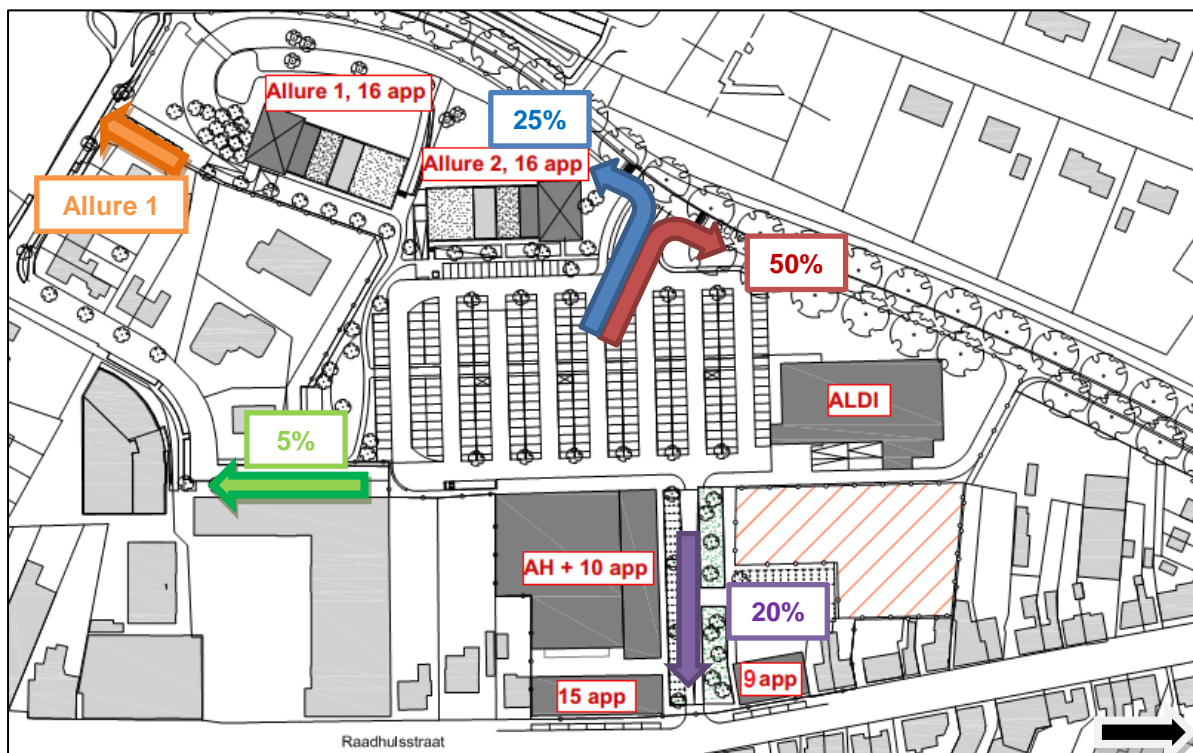 Allure 1, 16 app
25%
Allure 2, 16 app
Allure 1
50%
ALDI
5%
AH + 10 app
20%
15 app
9 app
Raadhuisstraat